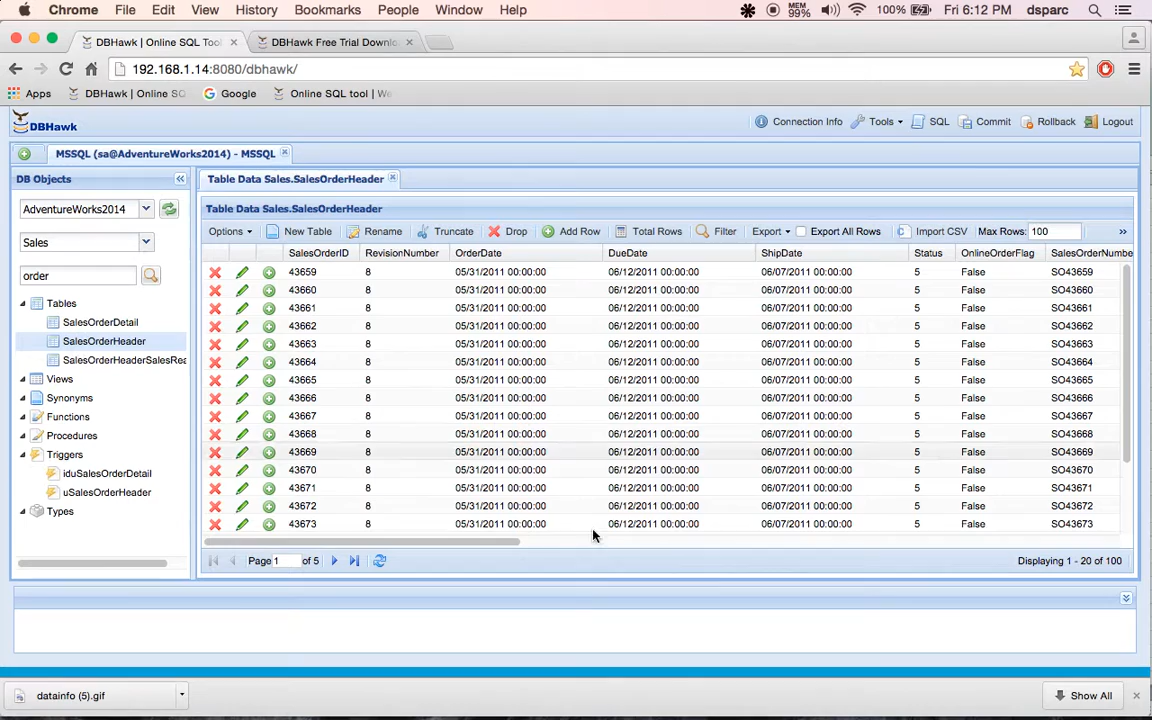 Chrome File Edit View History Bookmarks People Window Help MEM 99% 100% Fri 6:12 PM dsparc
DBHawk | Online SQL Too DBHawk Free Trial Downlo
192.168.1.14:8080/dbhawk/
Apps DBHawk | Online SQ Google Online SQL tool | We
DBHawk Connection Info Tools SQL Commit Rollback Logout
MSSQL (sa@AdventureWorks2014) - MSSQL
DB Objects Table Data Sales.SalesOrderHeader
AdventureWorks2014 Table Data Sales.SalesOrderHeader
Options New Table Rename Truncate Drop Add Row Total Rows Filter Export Export All Rows Import CSV Max Rows: 100 »
Sales SalesOrderID RevisionNumber OrderDate DueDate ShipDate Status OnlineOrderFlag SalesOrderNumbe
order 43659 8 05/31/2011 00:00:00 06/12/2011 00:00:00 06/07/2011 00:00:00 5 False SO43659
43660 8 05/31/2011 00:00:00 06/12/2011 00:00:00 06/07/2011 00:00:00 5 False SO43660
Tables 43661 8 05/31/2011 00:00:00 06/12/2011 00:00:00 06/07/2011 00:00:00 5 False SO43661
SalesOrderDetail 43662 8 05/31/2011 00:00:00 06/12/2011 00:00:00 06/07/2011 00:00:00 5 False SO43662
SalesOrderHeader 43663 8 05/31/2011 00:00:00 06/12/2011 00:00:00 06/07/2011 00:00:00 5 False SO43663
SalesOrderHeaderSalesRea 43664 8 05/31/2011 00:00:00 06/12/2011 00:00:00 06/07/2011 00:00:00 5 False SO43664
Views 43665 8 05/31/2011 00:00:00 06/12/2011 00:00:00 06/07/2011 00:00:00 5 False SO43665
Synonyms 43666 8 05/31/2011 00:00:00 06/12/2011 00:00:00 06/07/2011 00:00:00 5 False SO43666
Functions 43667 8 05/31/2011 00:00:00 06/12/2011 00:00:00 06/07/2011 00:00:00 5 False SO43667
Procedures 43668 8 05/31/2011 00:00:00 06/12/2011 00:00:00 06/07/2011 00:00:00 5 False SO43668
Triggers 43669 8 05/31/2011 00:00:00 06/12/2011 00:00:00 06/07/2011 00:00:00 5 False SO43669
iduSalesOrderDetail 43670 8 05/31/2011 00:00:00 06/12/2011 00:00:00 06/07/2011 00:00:00 5 False SO43670
uSalesOrderHeader 43671 8 05/31/2011 00:00:00 06/12/2011 00:00:00 06/07/2011 00:00:00 5 False SO43671
Types 43672 8 05/31/2011 00:00:00 06/12/2011 00:00:00 06/07/2011 00:00:00 5 False SO43672
43673 8 05/31/2011 00:00:00 06/12/2011 00:00:00 06/07/2011 00:00:00 5 False SO43673
Page 1 of 5 Displaying 1 - 20 of 100
datainfo (5).gif Show All